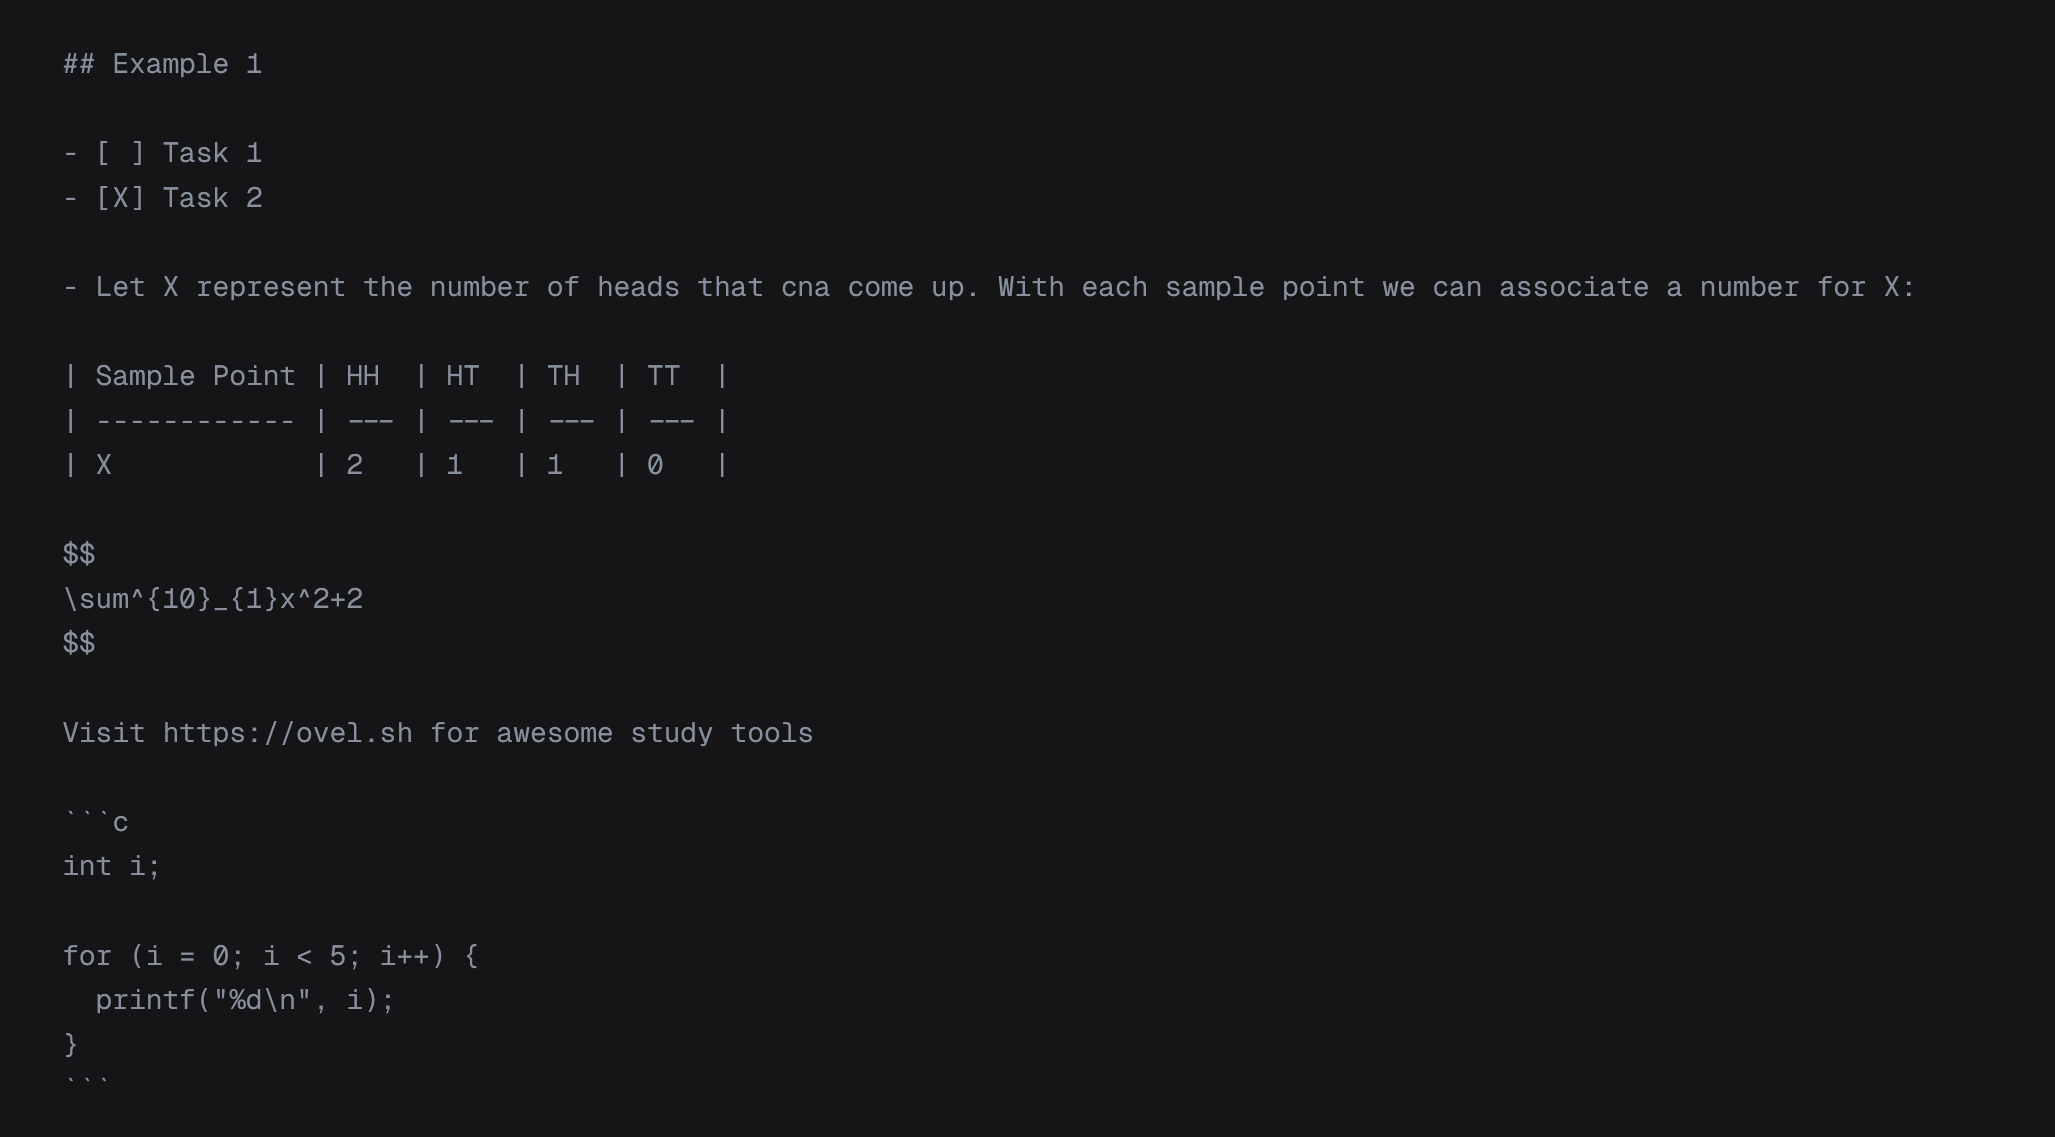 ## Example 1

- [ ] Task 1
- [X] Task 2

- Let X represent the number of heads that cna come up. With each sample point we can associate a number for X:

| Sample Point | HH  | HT  | TH  | TT  |
| ------------ | --- | --- | --- | --- |
| X            | 2   | 1   | 1   | 0   |

$$
\sum^{10}_{1}x^2+2
$$

Visit https://ovel.sh for awesome study tools

```c
int i;

for (i = 0; i < 5; i++) {
  printf("%d\n", i);
}
```